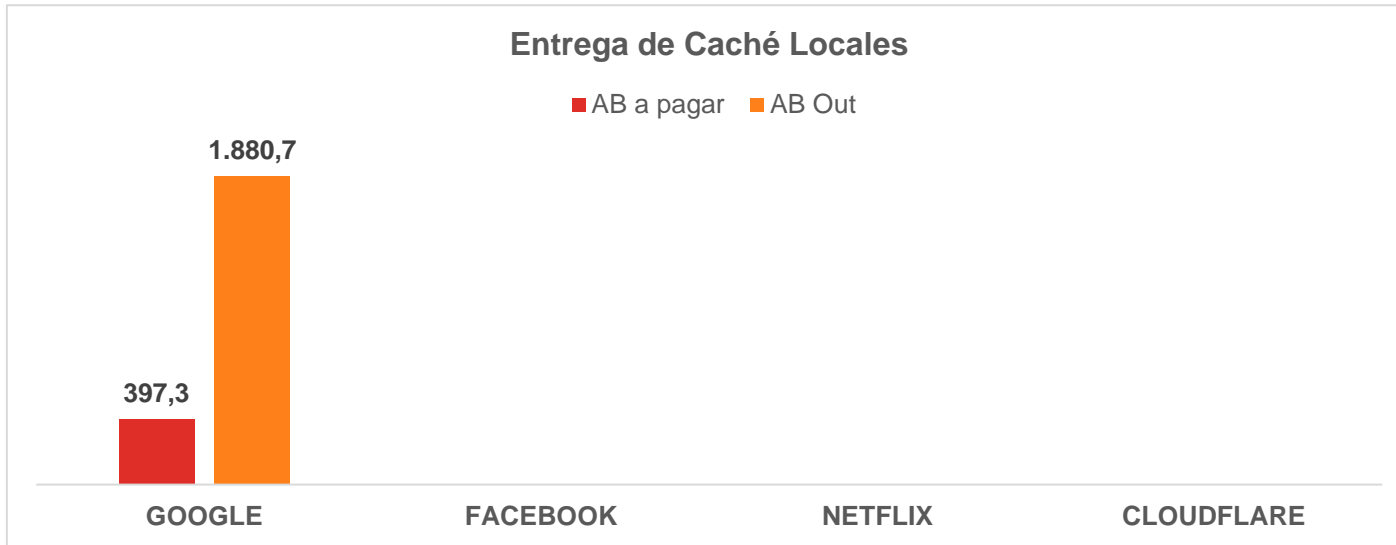 Entrega de Caché Locales
AB a pagar AB Out
1.880,7
397,3
GOOGLE FACEBOOK NETFLIX CLOUDFLARE